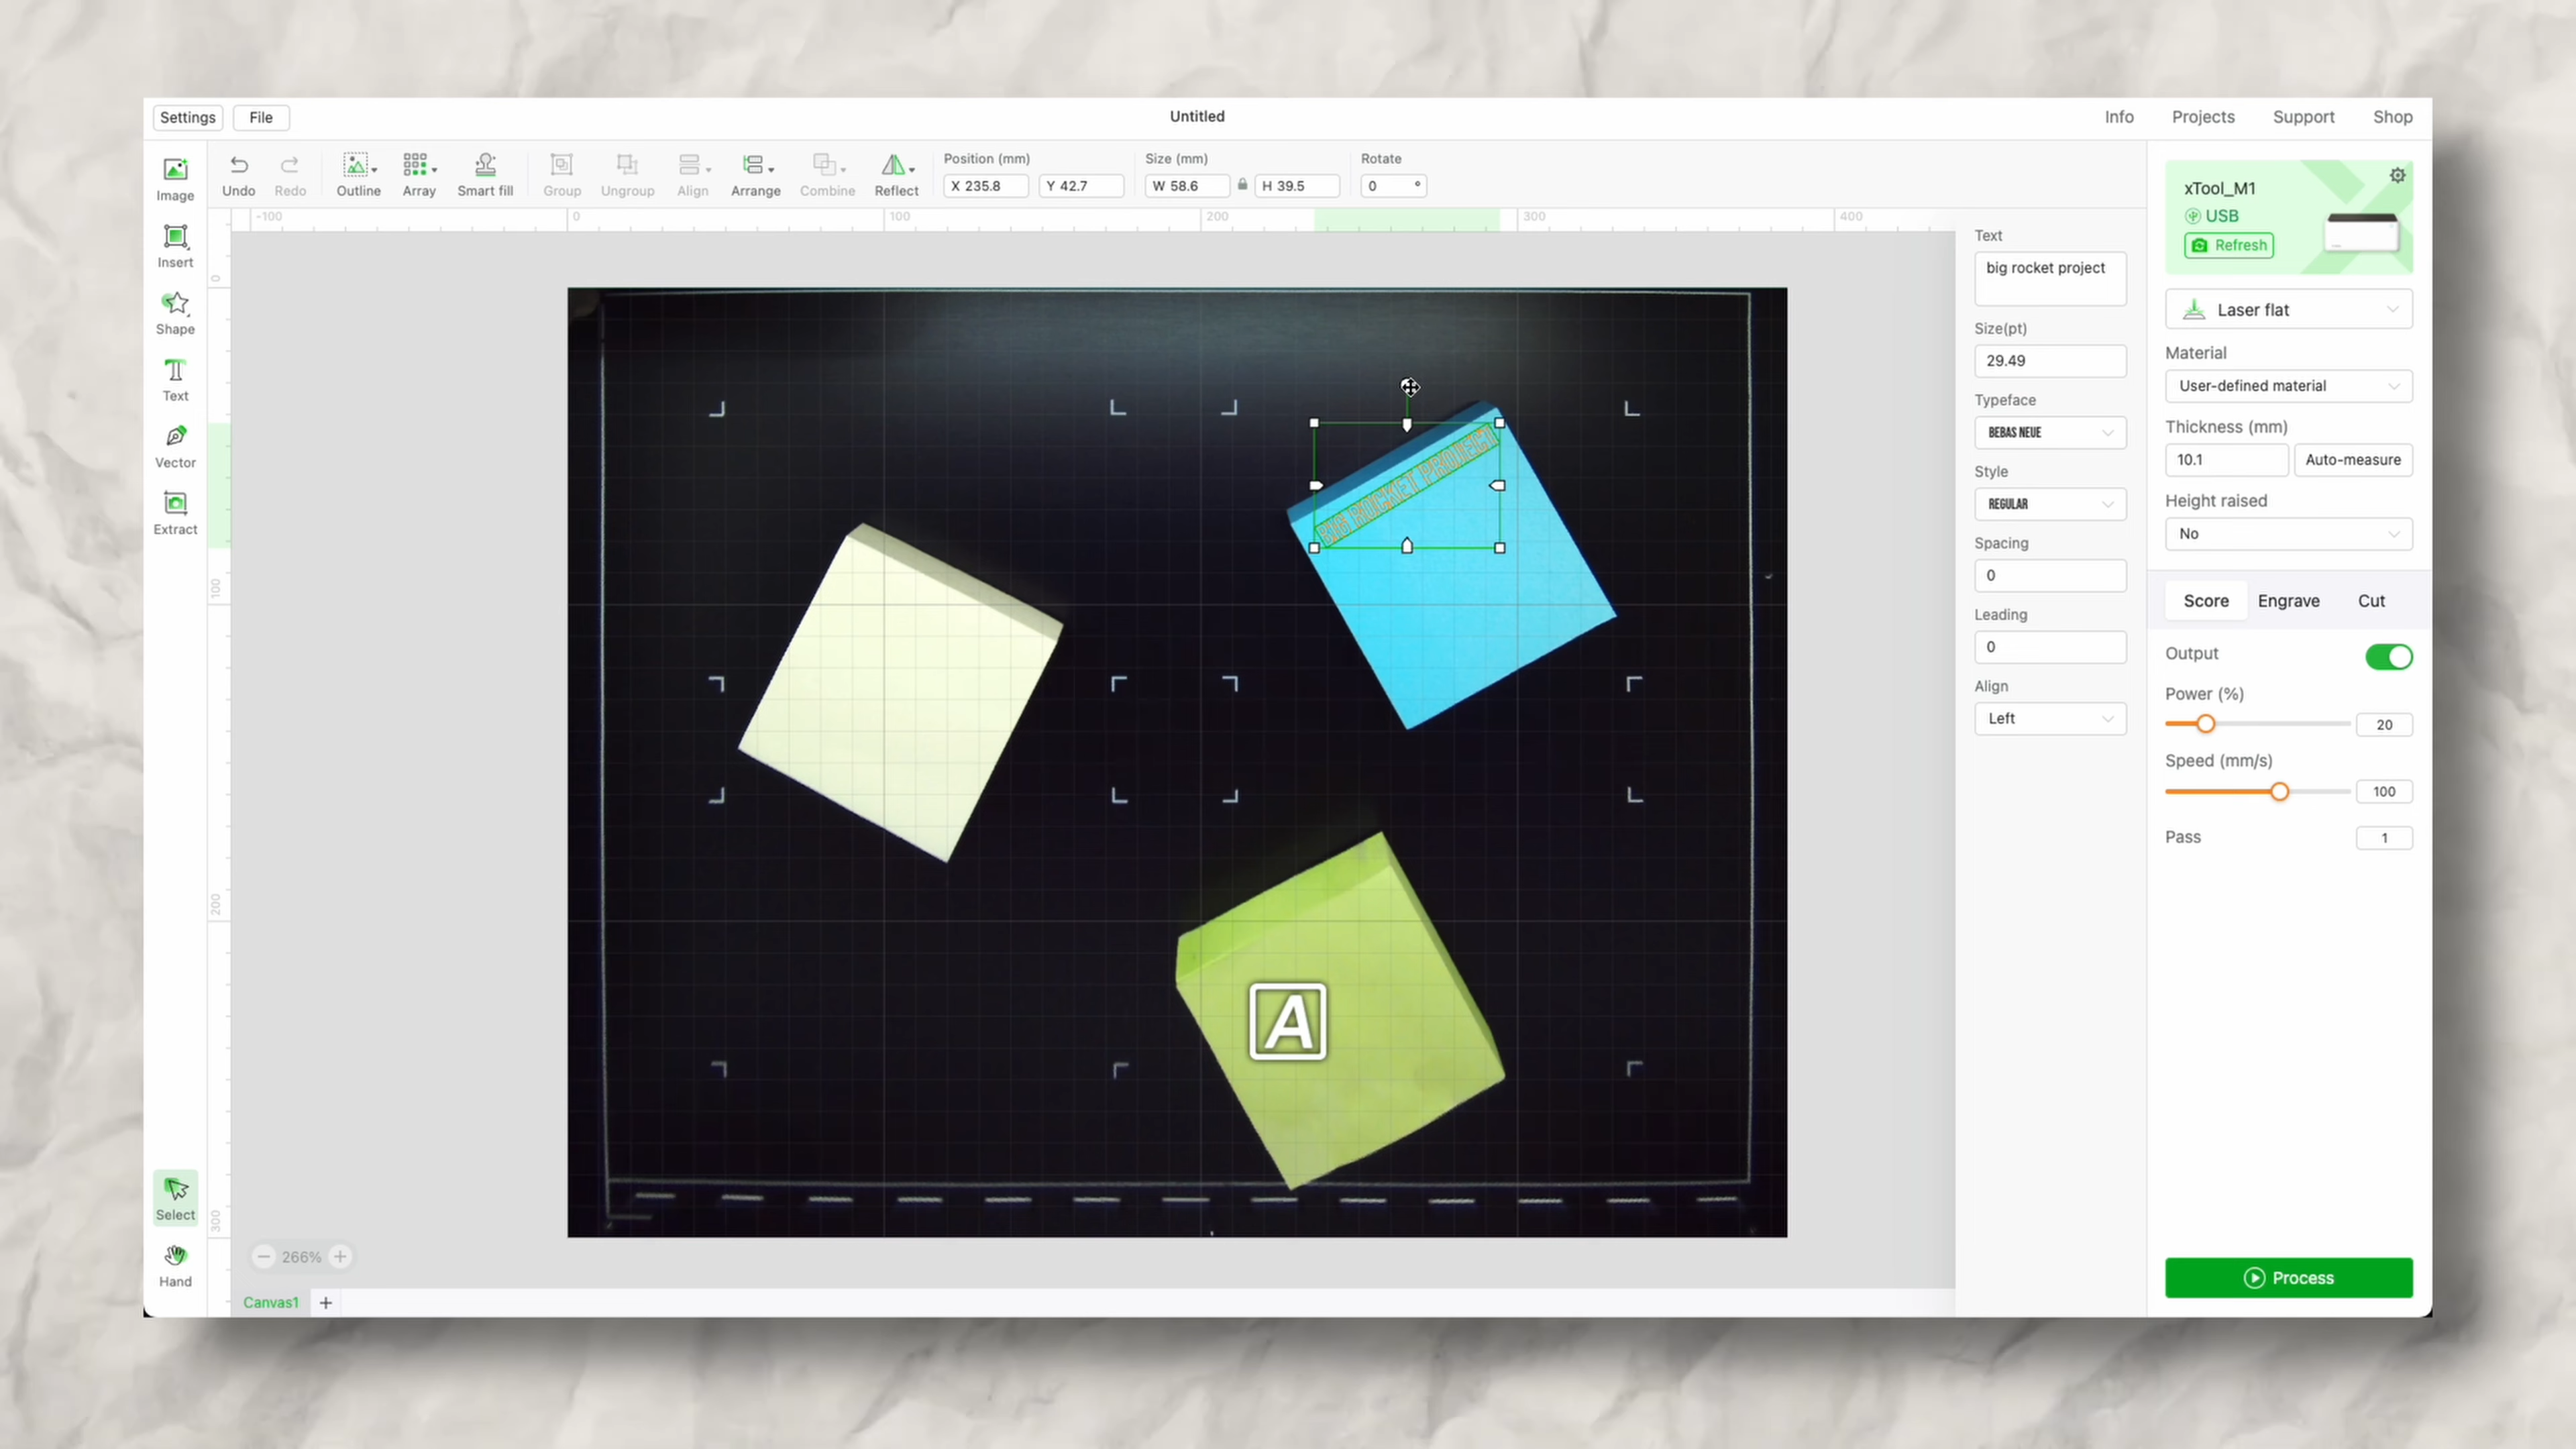 Settings
File
Untitled
Info
Projects
Support
Shop
Image
Insert
Shape
Text
Vector
Extract
Select
Hand
Undo
Redo
Outline
Array
Smart fill
Group
Ungroup
Align
Arrange
Combine
Reflect
Position (mm)
X 235.8
Y 42.7
Size (mm)
W 58.6
H 39.5
Rotate
0 °
-100
0
100
200
300
400
0
100
200
300
BIG ROCKET PROJECT
A
266%
Canvas1
Text
big rocket project
Size(pt)
29.49
Typeface
BEBAS NEUE
Style
REGULAR
Spacing
0
Leading
0
Align
Left
xTool_M1
USB
Refresh
Laser flat
Material
User-defined material
Thickness (mm)
10.1
Auto-measure
Height raised
No
Score
Engrave
Cut
Output
Power (%)
20
Speed (mm/s)
100
Pass
1
Process